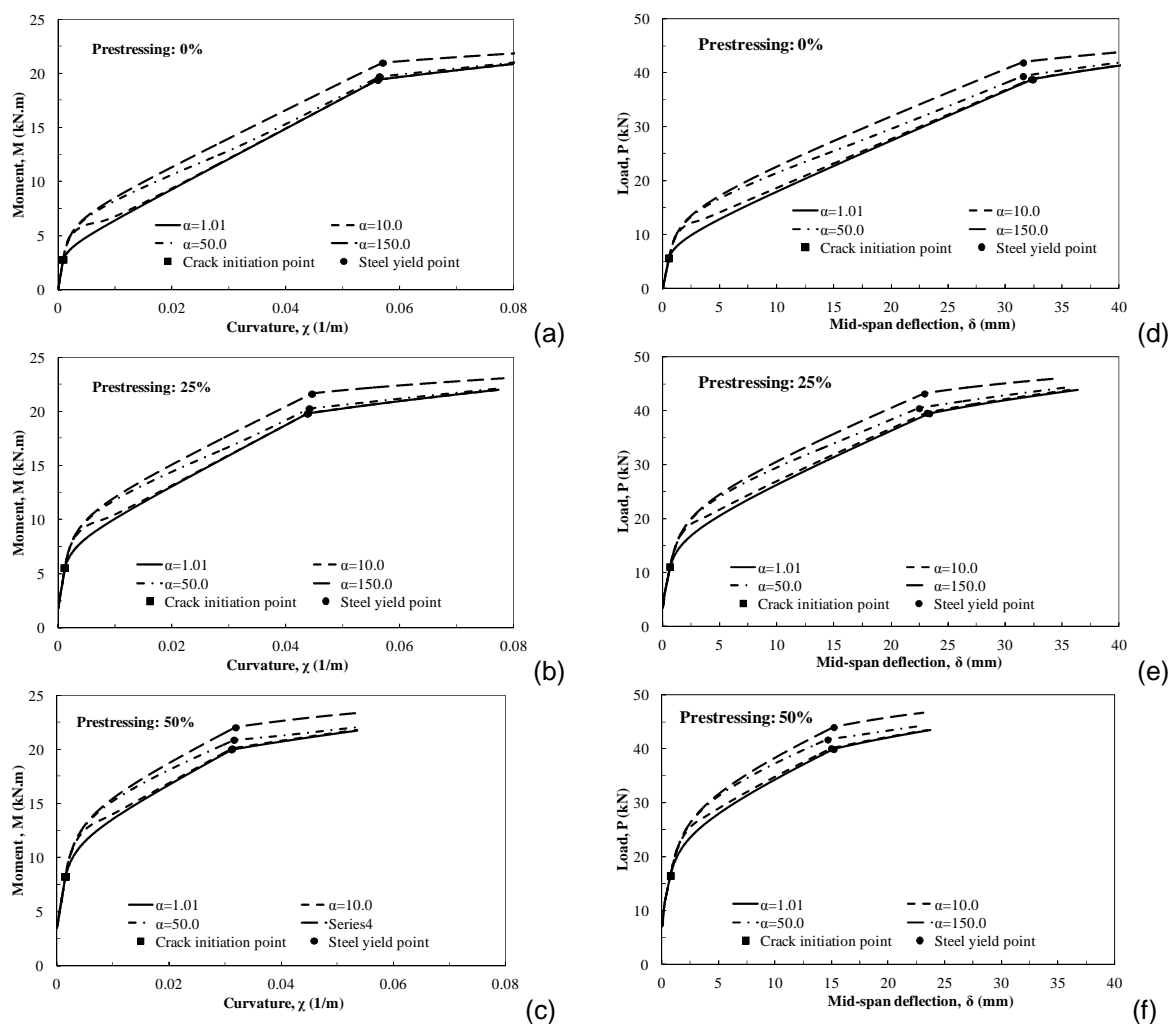 Prestressing: 0%
Moment, M (kN.m)
25
20
15
10
5
0
α=1.01 α=10.0
α=50.0 α=150.0
Crack initiation point Steel yield point
0 0.02 0.04 0.06 0.08
Curvature, χ (1/m)
(a)
Prestressing: 0%
Load, P (kN)
50
40
30
20
10
0
α=1.01 α=10.0
α=50.0 α=150.0
Crack initiation point Steel yield point
0 5 10 15 20 25 30 35 40
Mid-span deflection, δ (mm)
(d)
Prestressing: 25%
Moment, M (kN.m)
25
20
15
10
5
0
α=1.01 α=10.0
α=50.0 α=150.0
Crack initiation point Steel yield point
0 0.02 0.04 0.06 0.08
Curvature, χ (1/m)
(b)
Prestressing: 25%
Load, P (kN)
50
40
30
20
10
0
α=1.01 α=10.0
α=50.0 α=150.0
Crack initiation point Steel yield point
0 5 10 15 20 25 30 35 40
Mid-span deflection, δ (mm)
(e)
Prestressing: 50%
Moment , M (kN.m)
25
20
15
10
5
0
α=1.01 α=10.0
α=50.0 Series4
Crack initiation point Steel yield point
0 0.02 0.04 0.06 0.08
Curvature, χ (1/m)
(c)
Prestressing: 50%
Load, P (kN)
50
40
30
20
10
0
α=1.01 α=10.0
α=50.0 α=150.0
Crack initiation point Steel yield point
0 5 10 15 20 25 30 35 40
Mid-span deflection, δ (mm)
(f)